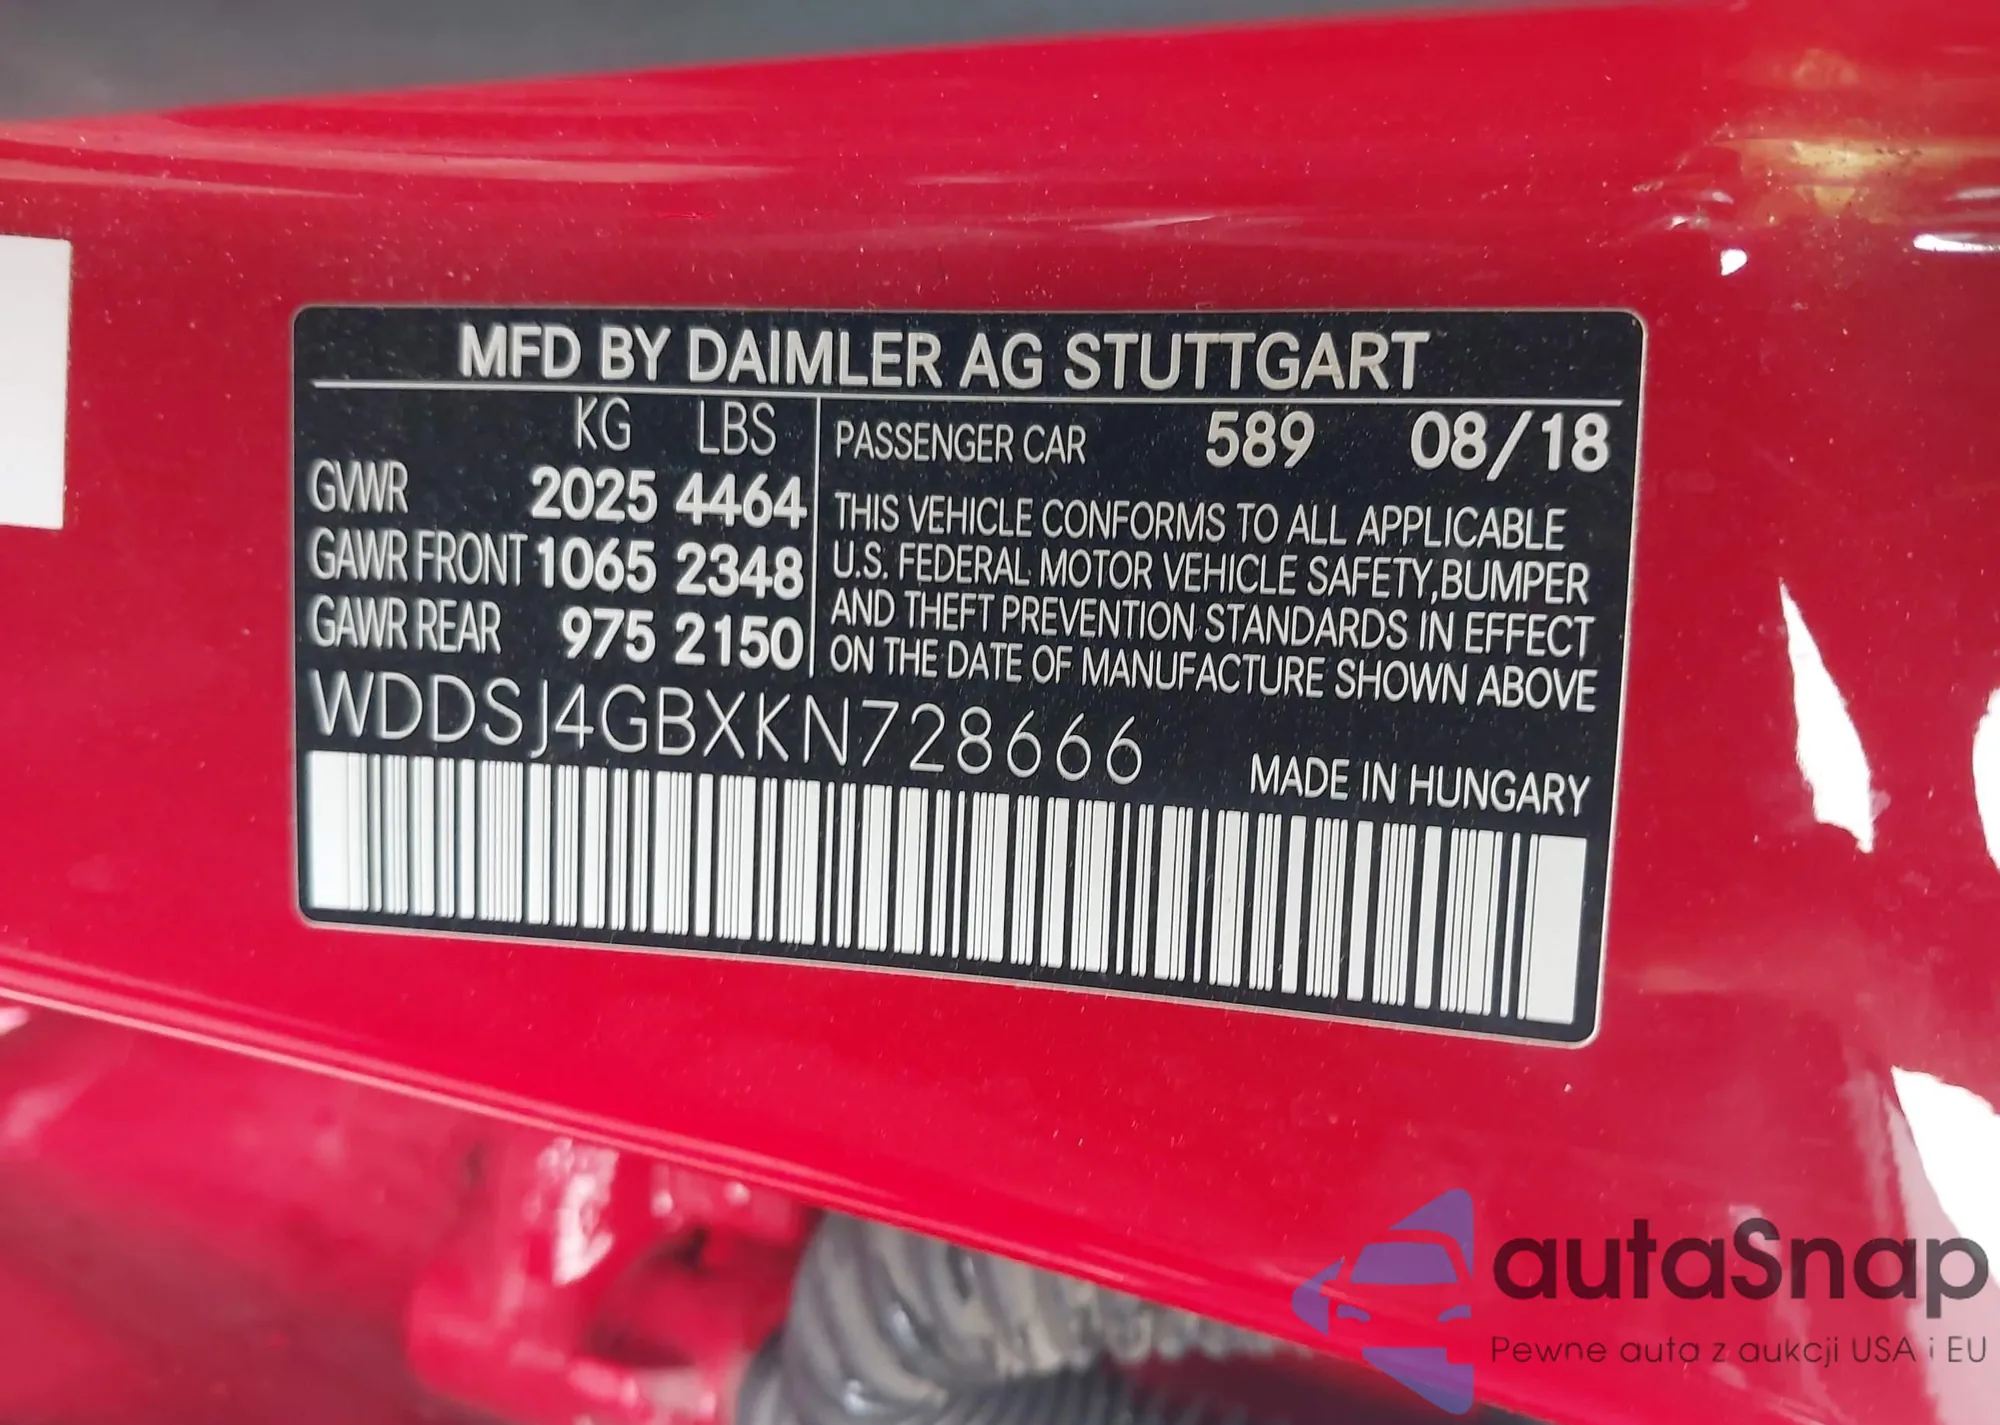 MFD BY DAIMLER AG STUTTGART
KG LBS
GVWR 2025 4464
GAWR FRONT 1065 2348
GAWR REAR 975 2150
PASSENGER CAR 589 08/18
THIS VEHICLE CONFORMS TO ALL APPLICABLE
U.S. FEDERAL MOTOR VEHICLE SAFETY,BUMPER
AND THEFT PREVENTION STANDARDS IN EFFECT
ON THE DATE OF MANUFACTURE SHOWN ABOVE
WDDSJ4GBXKN728666
MADE IN HUNGARY
autaSnap
Pewne auta z aukcji USA i EU